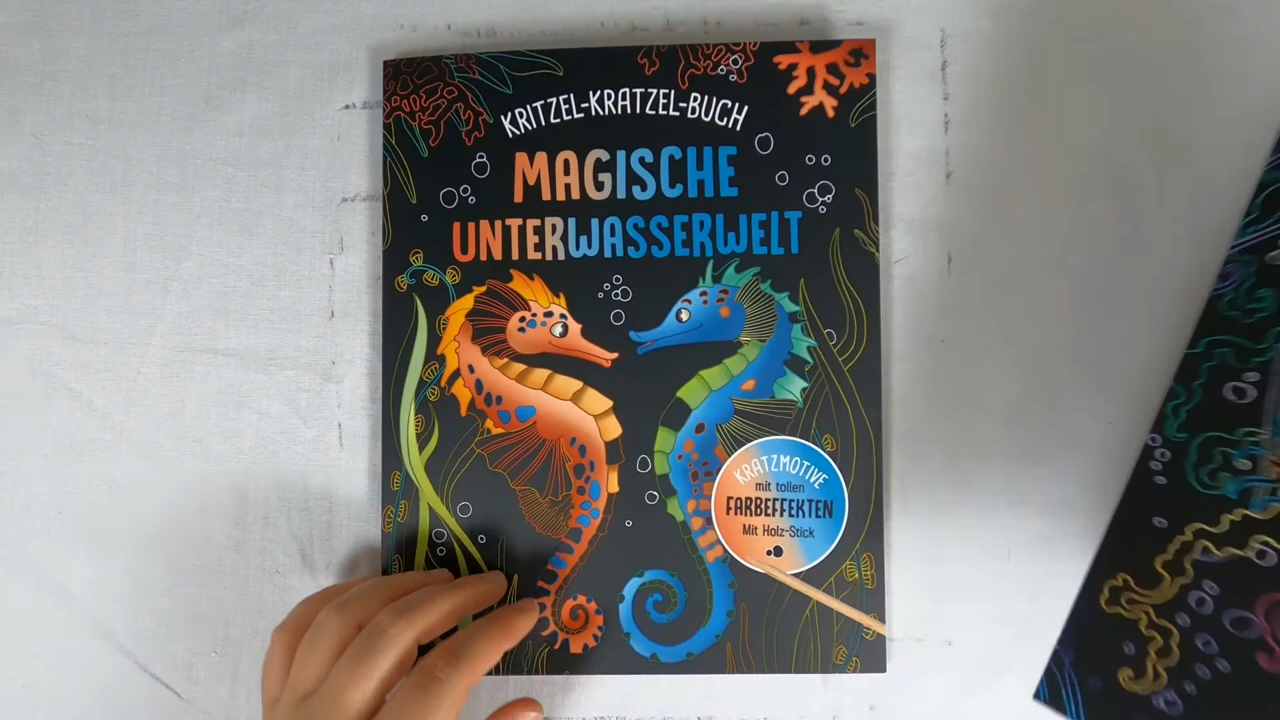 KRITZEL-KRATZEL-BUCH
MAGISCHE
UNTERWASSERWELT
KRATZMOTIVE
mit tollen
FARBEFFEKTEN
Mit Holz-Stick